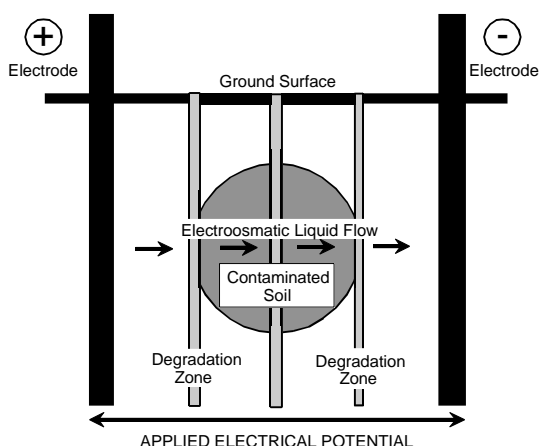 +
-
Electrode
Electrode
Ground Surface
Electroosmatic Liquid Flow
Contaminated
Soil
Degradation
Zone
Degradation
Zone
APPLIED ELECTRICAL POTENTIAL